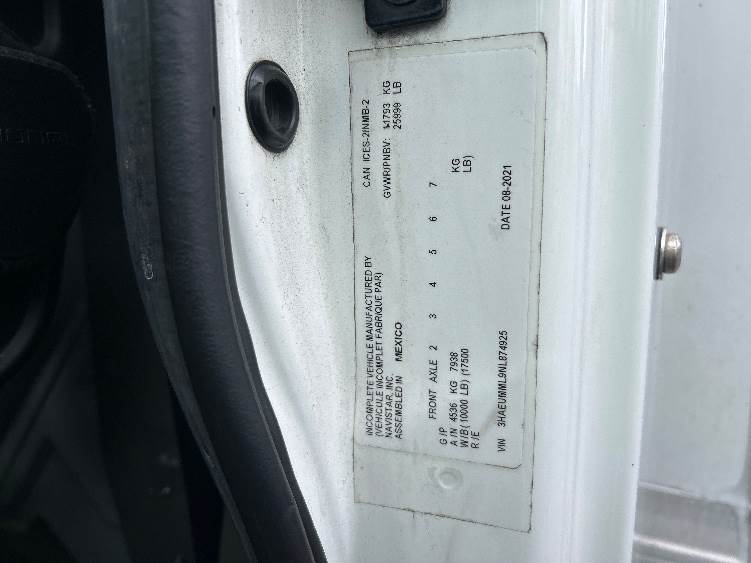 INCOMPLETE VEHICLE MANUFACTURED BY
(VEHICULE INCOMPLET FABRIQUE PAR)
NAVISTAR, INC.
ASSEMBLED IN MEXICO
CAN ICES-2/NMB-2
GVWR/PNBV: 11793 KG
25999 LB
FRONT AXLE 2 3 4 5 6 7
G/P
A/N 4536 KG 7938 KG
W/B (10000 LB) (17500 LB)
R/E
VIN 3HAEUMML9NL874925 DATE 08-2021